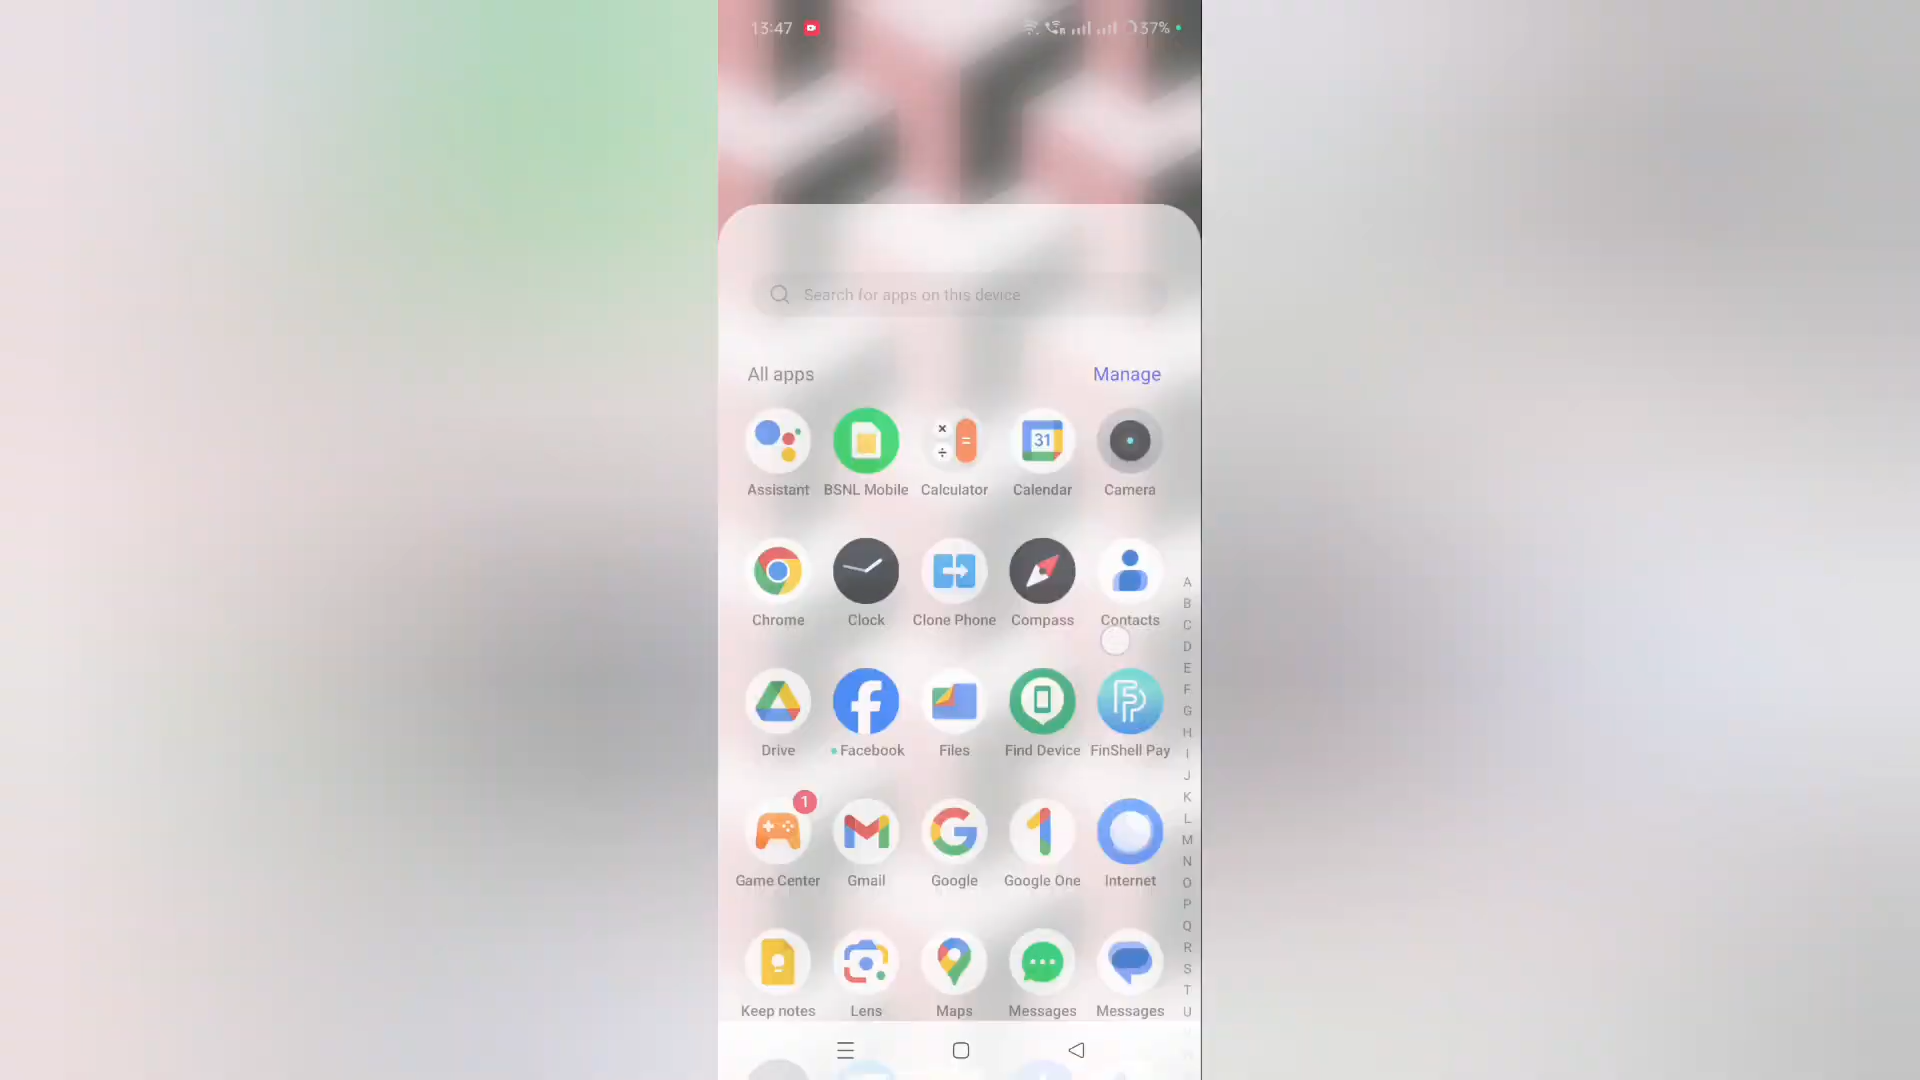 13:47 37%
Search for apps on this device
All apps Manage
31
Assistant BSNL Mobile Calculator Calendar Camera
Chrome Clock Clone Phone Compass Contacts
Drive Facebook Files Find Device FinShell Pay
1
Game Center Gmail Google Google One Internet
Keep notes Lens Maps Messages Messages
A
B
C
D
E
F
G
H
I
J
K
L
M
N
O
P
Q
R
S
T
U